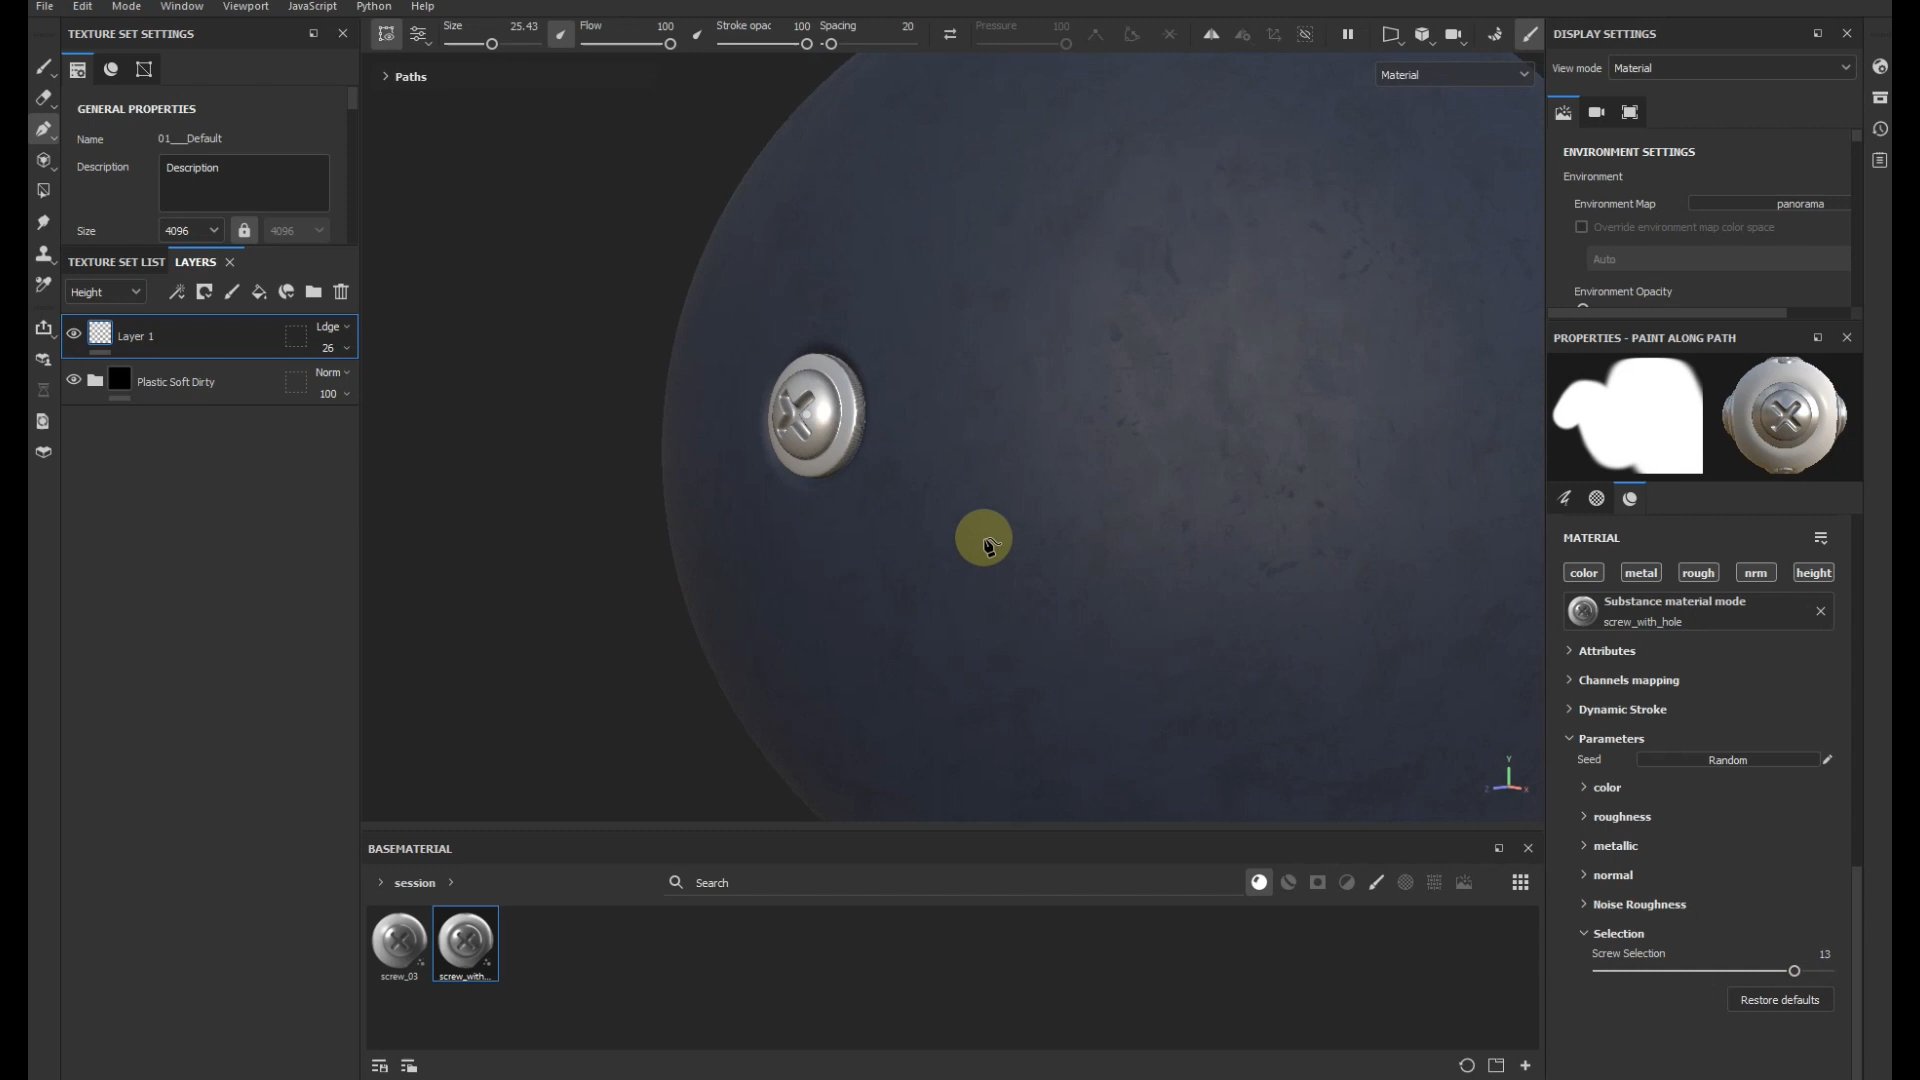 File Edit Mode Window Viewport JavaScript Python Help
TEXTURE SET SETTINGS
GENERAL PROPERTIES
Name 01___Default
Description Description
Size 4096 4096
TEXTURE SET LIST LAYERS
Height
Layer 1 Ldge 26
Plastic Soft Dirty Norm 100
Size 25.43 Flow 100 Stroke opac 100 Spacing 20 Pressure 100
Paths
Material
Y
Z X
BASEMATERIAL
session Search
screw_03 screw_with...
DISPLAY SETTINGS
View mode Material
ENVIRONMENT SETTINGS
Environment
Environment Map panorama
Override environment map color space
Auto
Environment Opacity
PROPERTIES - PAINT ALONG PATH
MATERIAL
color metal rough nrm height
Substance material mode
screw_with_hole
Attributes
Channels mapping
Dynamic Stroke
Parameters
Seed Random
color
roughness
metallic
normal
Noise Roughness
Selection
Screw Selection 13
Restore defaults